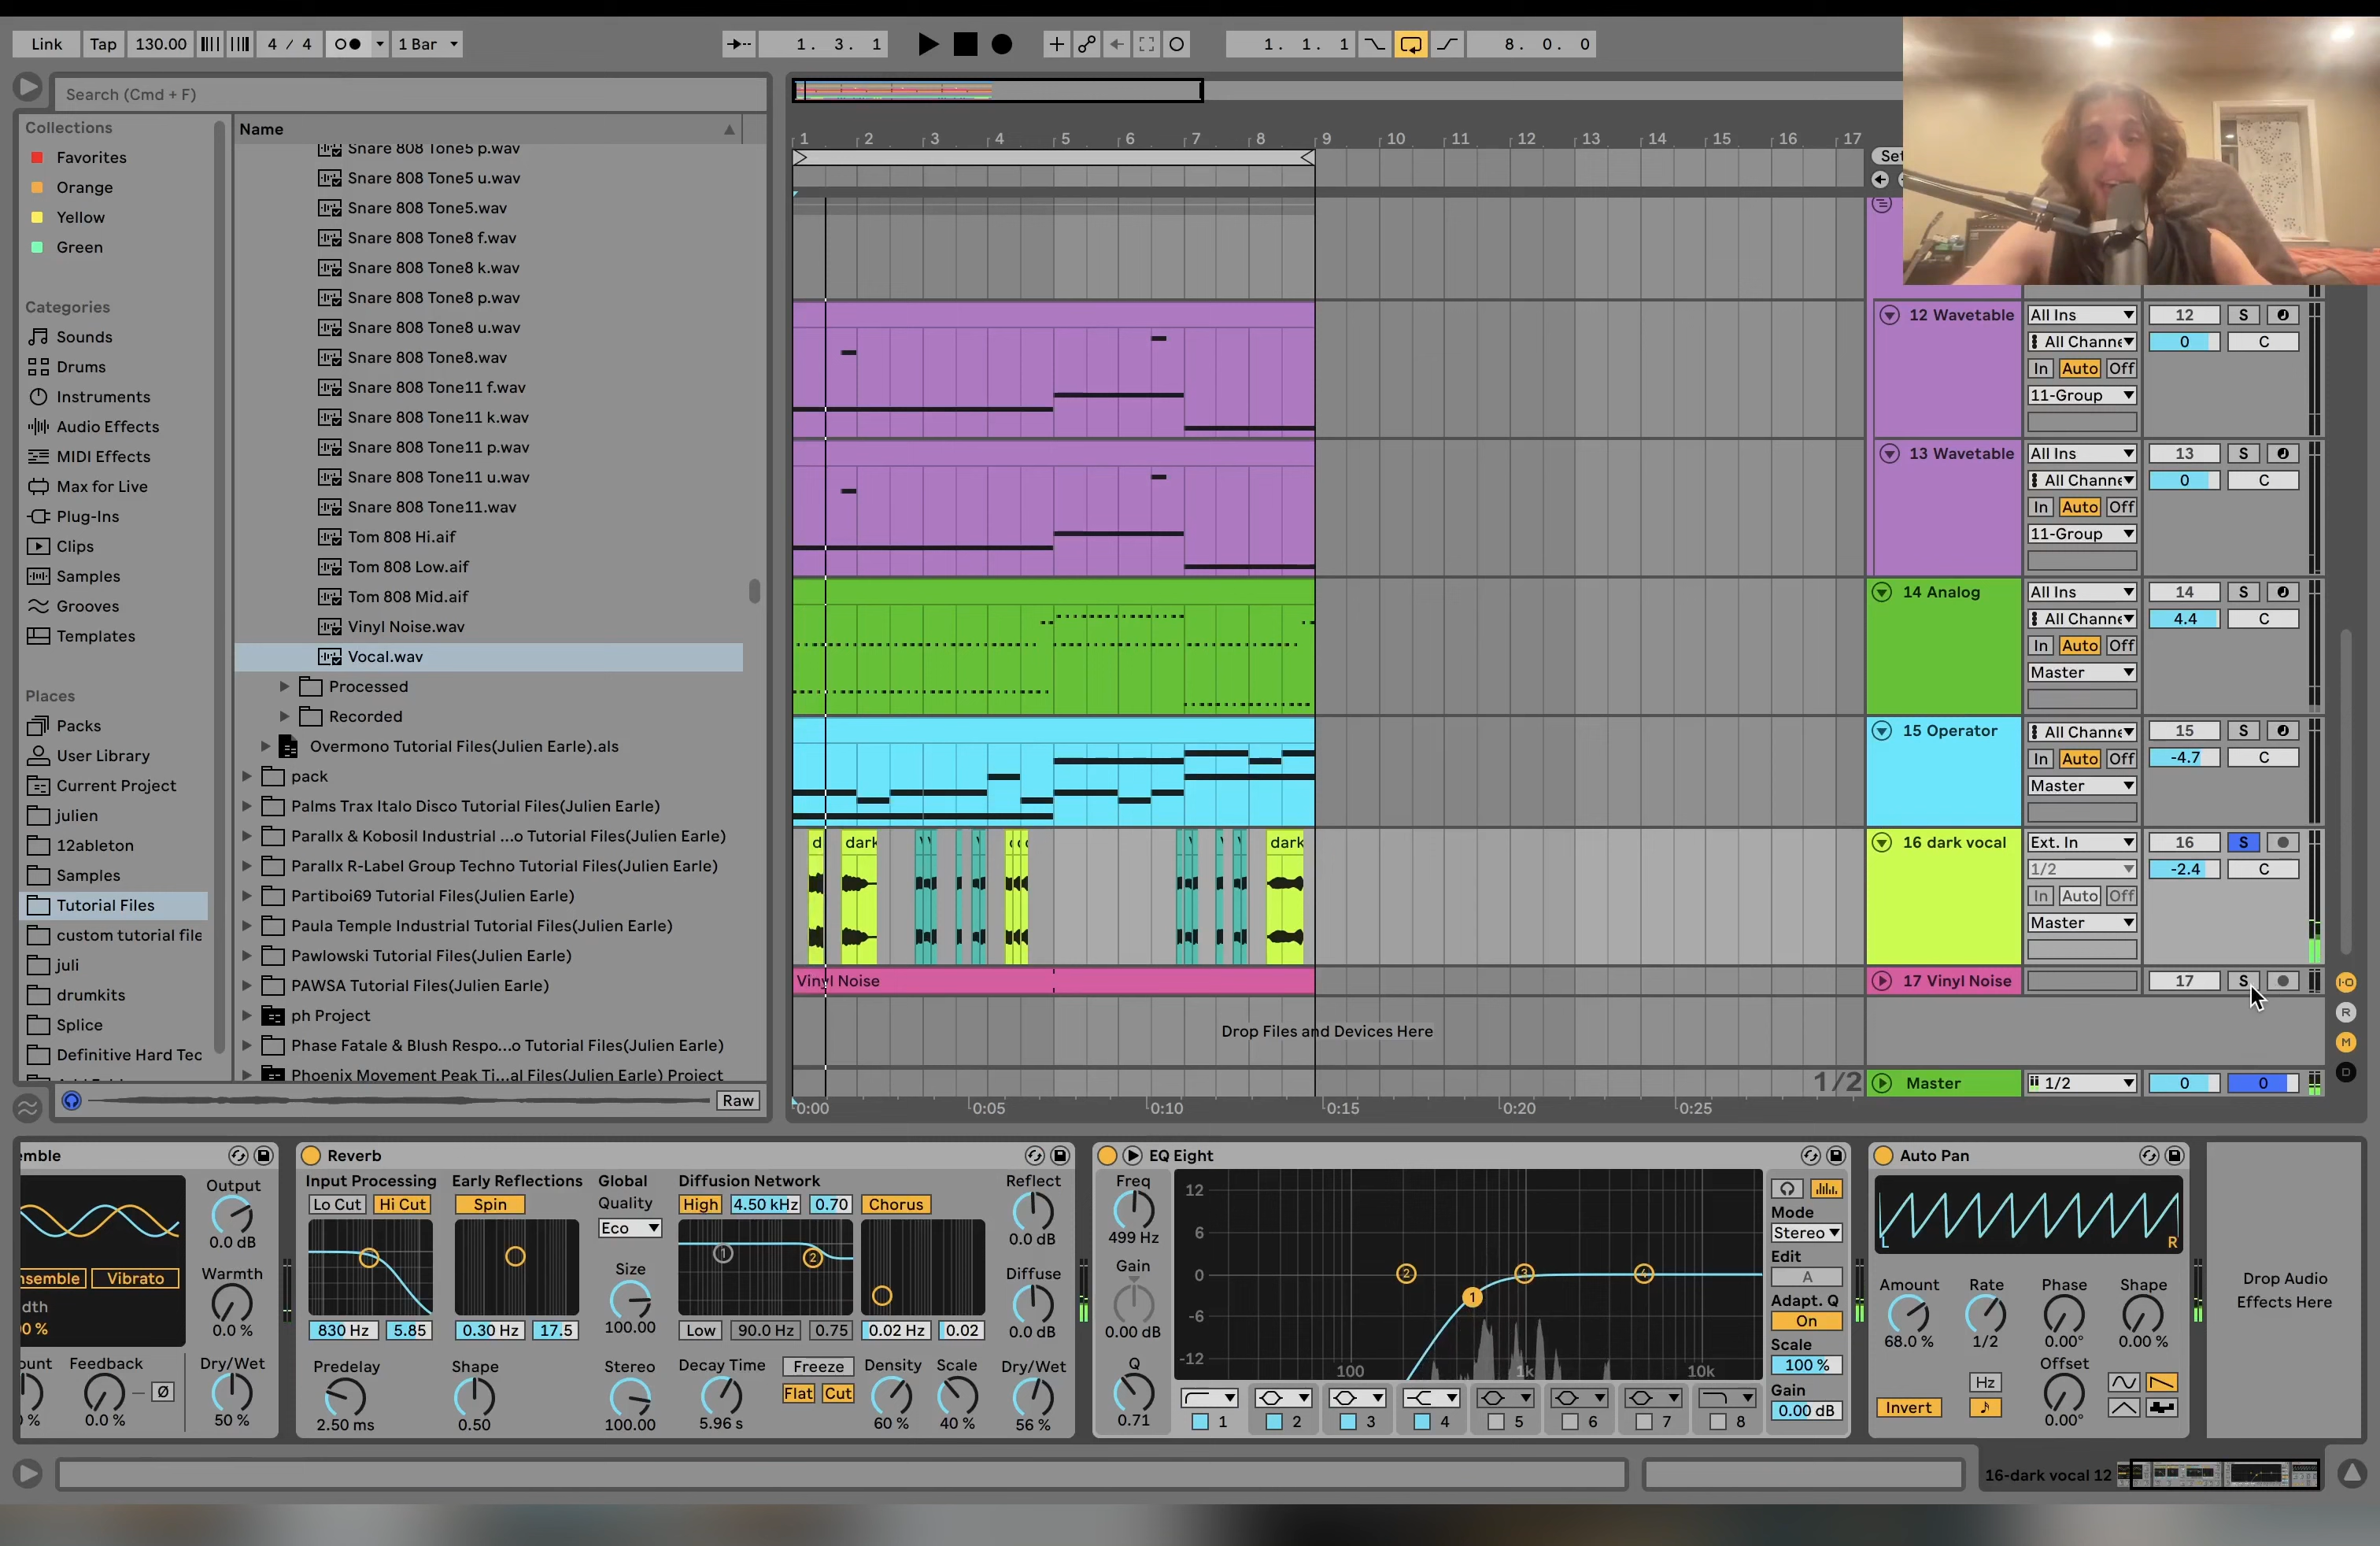 Link Tap 130.00 4 / 4 1 Bar 1. 3. 1 1. 1. 1 8. 0. 0
Search (Cmd + F)
Collections
Favorites
Orange
Yellow
Green
Categories
Sounds
Drums
Instruments
Audio Effects
MIDI Effects
Max for Live
Plug-Ins
Clips
Samples
Grooves
Templates
Places
Packs
User Library
Current Project
julien
12ableton
Samples
Tutorial Files
custom tutorial file
juli
drumkits
Splice
Definitive Hard Tec
Name
Snare 808 Tone5 p.wav
Snare 808 Tone5 u.wav
Snare 808 Tone5.wav
Snare 808 Tone8 f.wav
Snare 808 Tone8 k.wav
Snare 808 Tone8 p.wav
Snare 808 Tone8 u.wav
Snare 808 Tone8.wav
Snare 808 Tone11 f.wav
Snare 808 Tone11 k.wav
Snare 808 Tone11 p.wav
Snare 808 Tone11 u.wav
Snare 808 Tone11.wav
Tom 808 Hi.aif
Tom 808 Low.aif
Tom 808 Mid.aif
Vinyl Noise.wav
Vocal.wav
Processed
Recorded
Overmono Tutorial Files(Julien Earle).als
pack
Palms Trax Italo Disco Tutorial Files(Julien Earle)
Parallx & Kobosil Industrial ...o Tutorial Files(Julien Earle)
Parallx R-Label Group Techno Tutorial Files(Julien Earle)
Partiboi69 Tutorial Files(Julien Earle)
Paula Temple Industrial Tutorial Files(Julien Earle)
Pawlowski Tutorial Files(Julien Earle)
PAWSA Tutorial Files(Julien Earle)
ph Project
Phase Fatale & Blush Respo...o Tutorial Files(Julien Earle)
Phoenix Movement Peak Ti...al Files(Julien Earle) Project
Raw
1 2 3 4 5 6 7 8 9 10 11 12 13 14 15 16 17
Set
12 Wavetable All Ins 12 S
All Channe 0 C
In Auto Off
11-Group
13 Wavetable All Ins 13 S
All Channe 0 C
In Auto Off
11-Group
14 Analog All Ins 14 S
All Channe 4.4 C
In Auto Off
Master
15 Operator All Channe 15 S
In Auto Off -4.7 C
Master
d dark dark
16 dark vocal Ext. In 16 S
1/2 -2.4 C
In Auto Off
Master
Vinyl Noise
17 Vinyl Noise 17 S
I-O
R
M
D
Drop Files and Devices Here
1/2 Master 1/2 0 0
0:00 0:05 0:10 0:15 0:20 0:25
emble
Output
0.0 dB
Warmth
0.0 %
nsemble Vibrato
dth
0 %
ount Feedback Dry/Wet
% 0.0 % Ø 50 %
Reverb
Input Processing Early Reflections Global Diffusion Network Reflect
Lo Cut Hi Cut Spin Quality High 4.50 kHz 0.70 Chorus
Eco
0.0 dB
Size Diffuse
100.00 0.0 dB
1 2
830 Hz 5.85 0.30 Hz 17.5 Low 90.0 Hz 0.75 0.02 Hz 0.02
Predelay Shape Stereo Decay Time Freeze Density Scale Dry/Wet
Flat Cut
2.50 ms 0.50 100.00 5.96 s 60 % 40 % 56 %
EQ Eight
Freq
499 Hz
Gain
0.00 dB
Q
0.71
12
6
0
-6
-12
1 2 3 4
100 1k 10k
1 2 3 4 5 6 7 8
Mode
Stereo
Edit
A
Adapt. Q
On
Scale
100 %
Gain
0.00 dB
Auto Pan
L R
Amount Rate Phase Shape
68.0 % 1/2 0.00° 0.00 %
Offset
Invert Hz 0.00°
Drop Audio
Effects Here
16-dark vocal 12